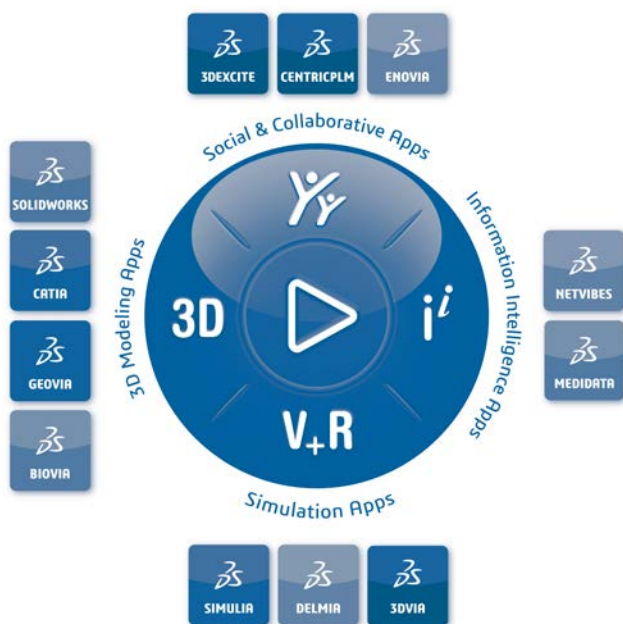 3DEXCITE
CENTRICPLM
ENOVIA
Social & Collaborative Apps
SOLIDWORKS
CATIA
GEOVIA
BIOVIA
3D Modeling Apps
3D
i i
V+R
Information Intelligence Apps
NETVIBES
MEDIDATA
Simulation Apps
SIMULIA
DELMIA
3DVIA